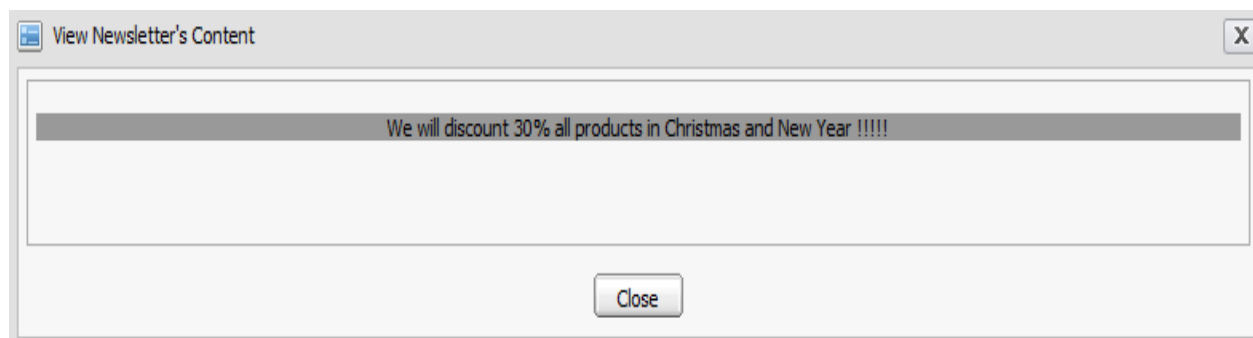 View Newsletter's Content
X
We will discount 30% all products in Christmas and New Year !!!!!
Close